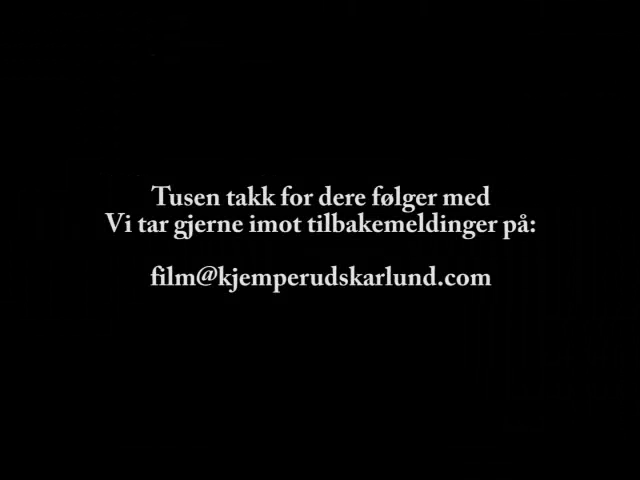 Tusen takk for dere følger med
Vi tar gjerne imot tilbakemeldinger på:
film@kjemperudskarlund.com